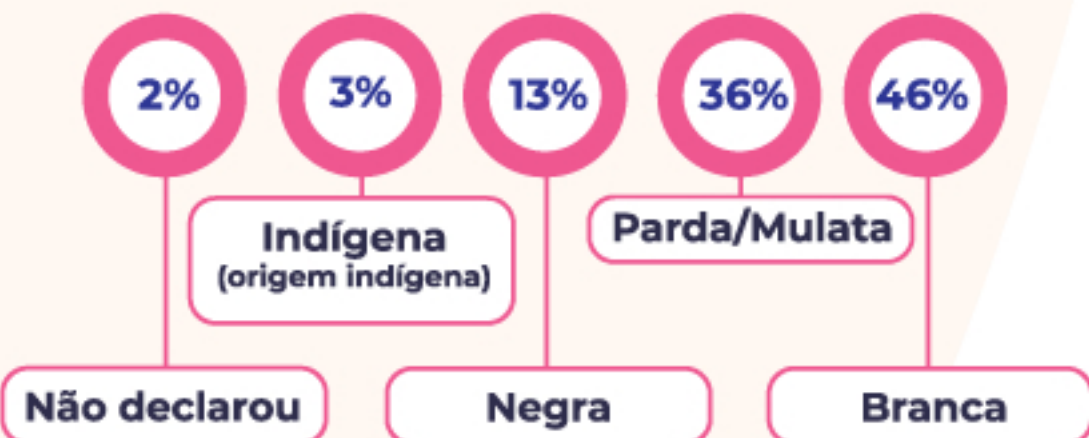 2%
3%
13%
36%
46%
Indígena
(origem indígena)
Parda/Mulata
Não declarou
Negra
Branca